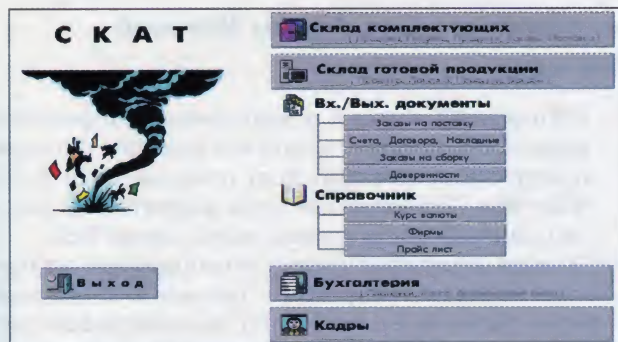 СКАТ
Склад комплектующих
Склад готовой продукции
Вх./Вых. документы
Заказы на поставку
Счета, Договора, Накладные
Заказы на сборку
Доверенности
Справочник
Курс валюты
Фирмы
Прайс лист
Выход
Бухгалтерия
Кадры